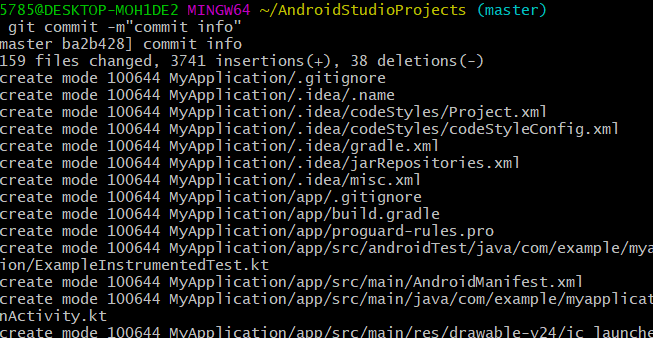 5785@DESKTOP-MOH1DE2 MINGW64 ~/AndroidStudioProjects (master)
git commit -m"commit info"
master ba2b428] commit info
159 files changed, 3741 insertions(+), 38 deletions(-)
create mode 100644 MyApplication/.gitignore
create mode 100644 MyApplication/.idea/.name
create mode 100644 MyApplication/.idea/codeStyles/Project.xml
create mode 100644 MyApplication/.idea/codeStyles/codeStyleConfig.xml
create mode 100644 MyApplication/.idea/gradle.xml
create mode 100644 MyApplication/.idea/jarRepositories.xml
create mode 100644 MyApplication/.idea/misc.xml
create mode 100644 MyApplication/app/.gitignore
create mode 100644 MyApplication/app/build.gradle
create mode 100644 MyApplication/app/proguard-rules.pro
create mode 100644 MyApplication/app/src/androidTest/java/com/example/mya
ion/ExampleInstrumentedTest.kt
create mode 100644 MyApplication/app/src/main/AndroidManifest.xml
create mode 100644 MyApplication/app/src/main/java/com/example/myapplicat
nActivity.kt
create mode 100644 MyApplication/app/src/main/res/drawable-v24/ic_launche